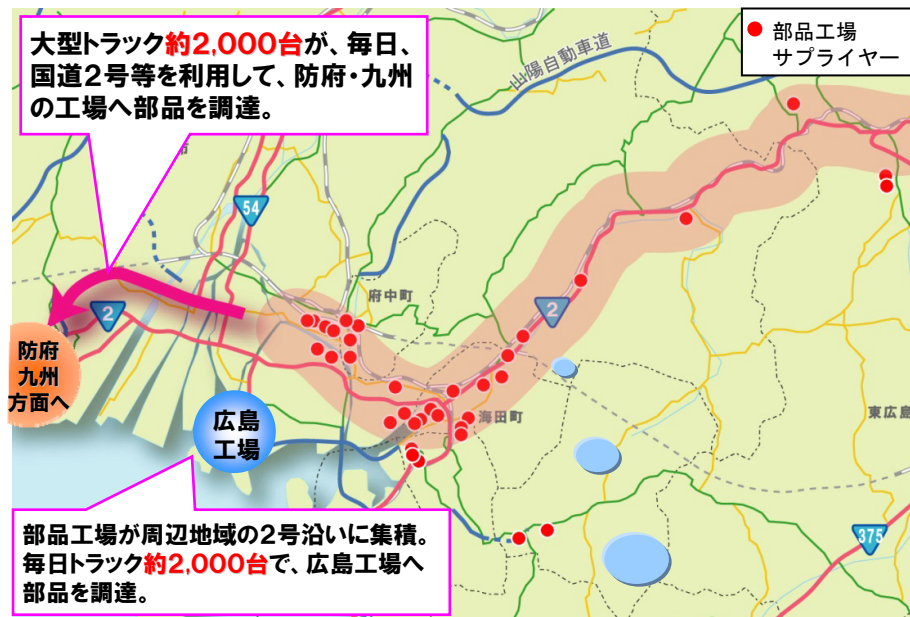 大型トラック約2,000台が、毎日、
国道2号等を利用して、防府・九州
の工場へ部品を調達。
部品工場
サプライヤー
山陽自動車道
市
54
府中町
2
2
防府
九州
方面へ
広島
工場
海田町
東広島
375
部品工場が周辺地域の2号沿いに集積。
毎日トラック約2,000台で、広島工場へ
部品を調達。